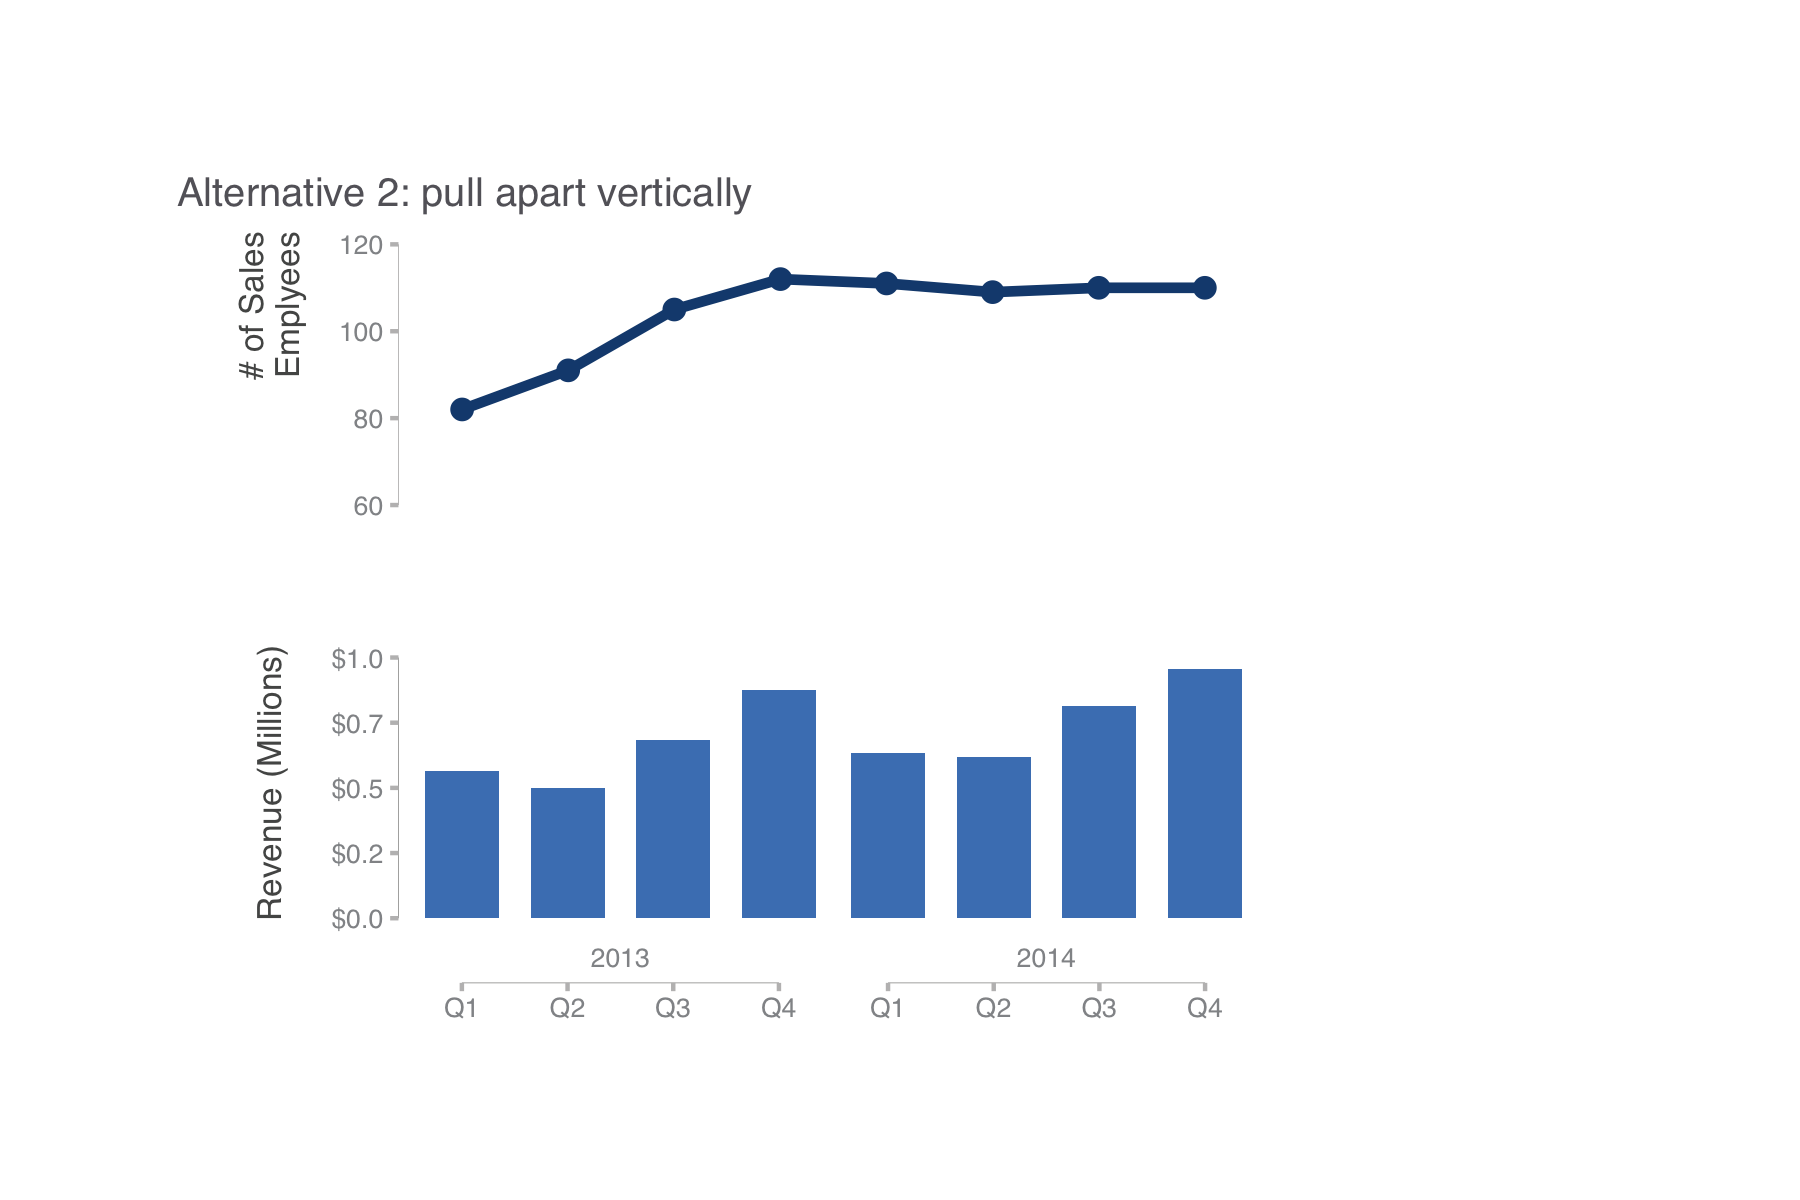 Alternative 2: pull apart vertically
# of Sales
Emplyees
120
100
80
60
Revenue (Millions)
$1.0
$0.7
$0.5
$0.2
$0.0
2013 2014
Q1 Q2 Q3 Q4 Q1 Q2 Q3 Q4